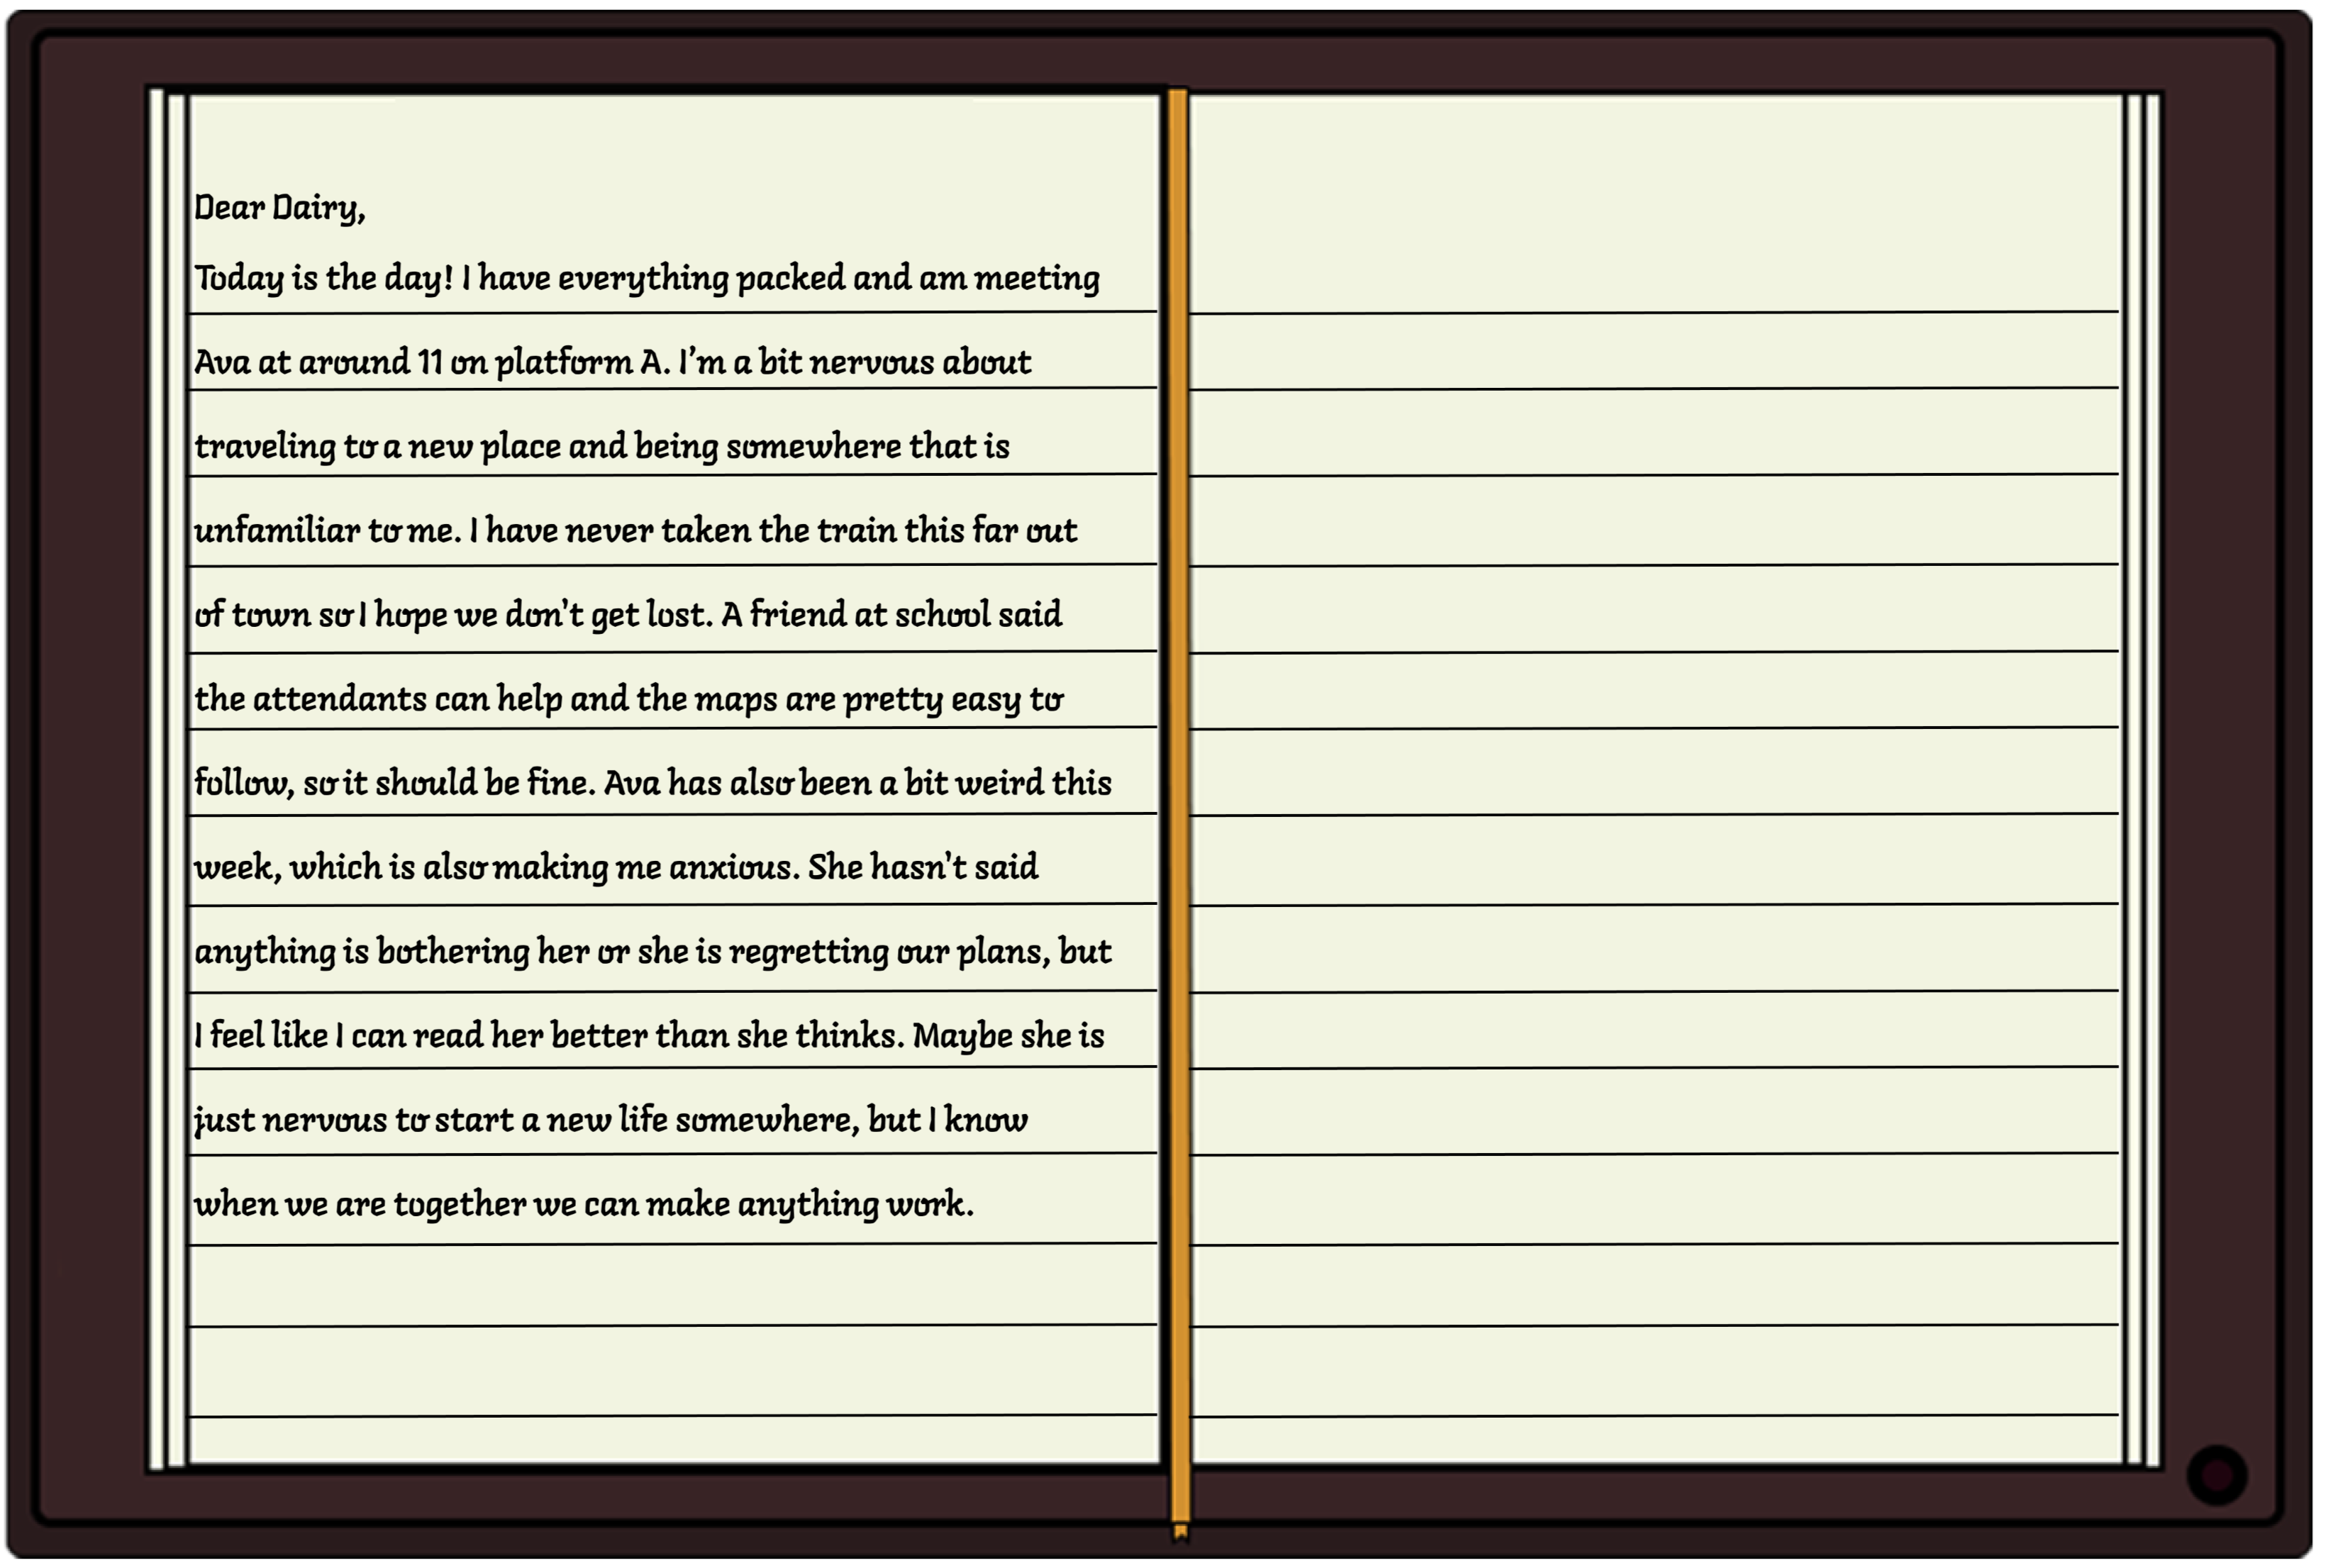 Dear Dairy,
Today is the day! I have everything packed and am meeting
Ava at around 11 on platform A. I'm a bit nervous about
traveling to a new place and being somewhere that is
unfamiliar to me. I have never taken the train this far out
of town so I hope we don't get lost. A friend at school said
the attendants can help and the maps are pretty easy to
follow, so it should be fine. Ava has also been a bit weird this
week, which is also making me anxious. She hasn't said
anything is bothering her or she is regretting our plans, but
I feel like I can read her better than she thinks. Maybe she is
just nervous to start a new life somewhere, but I know
when we are together we can make anything work.